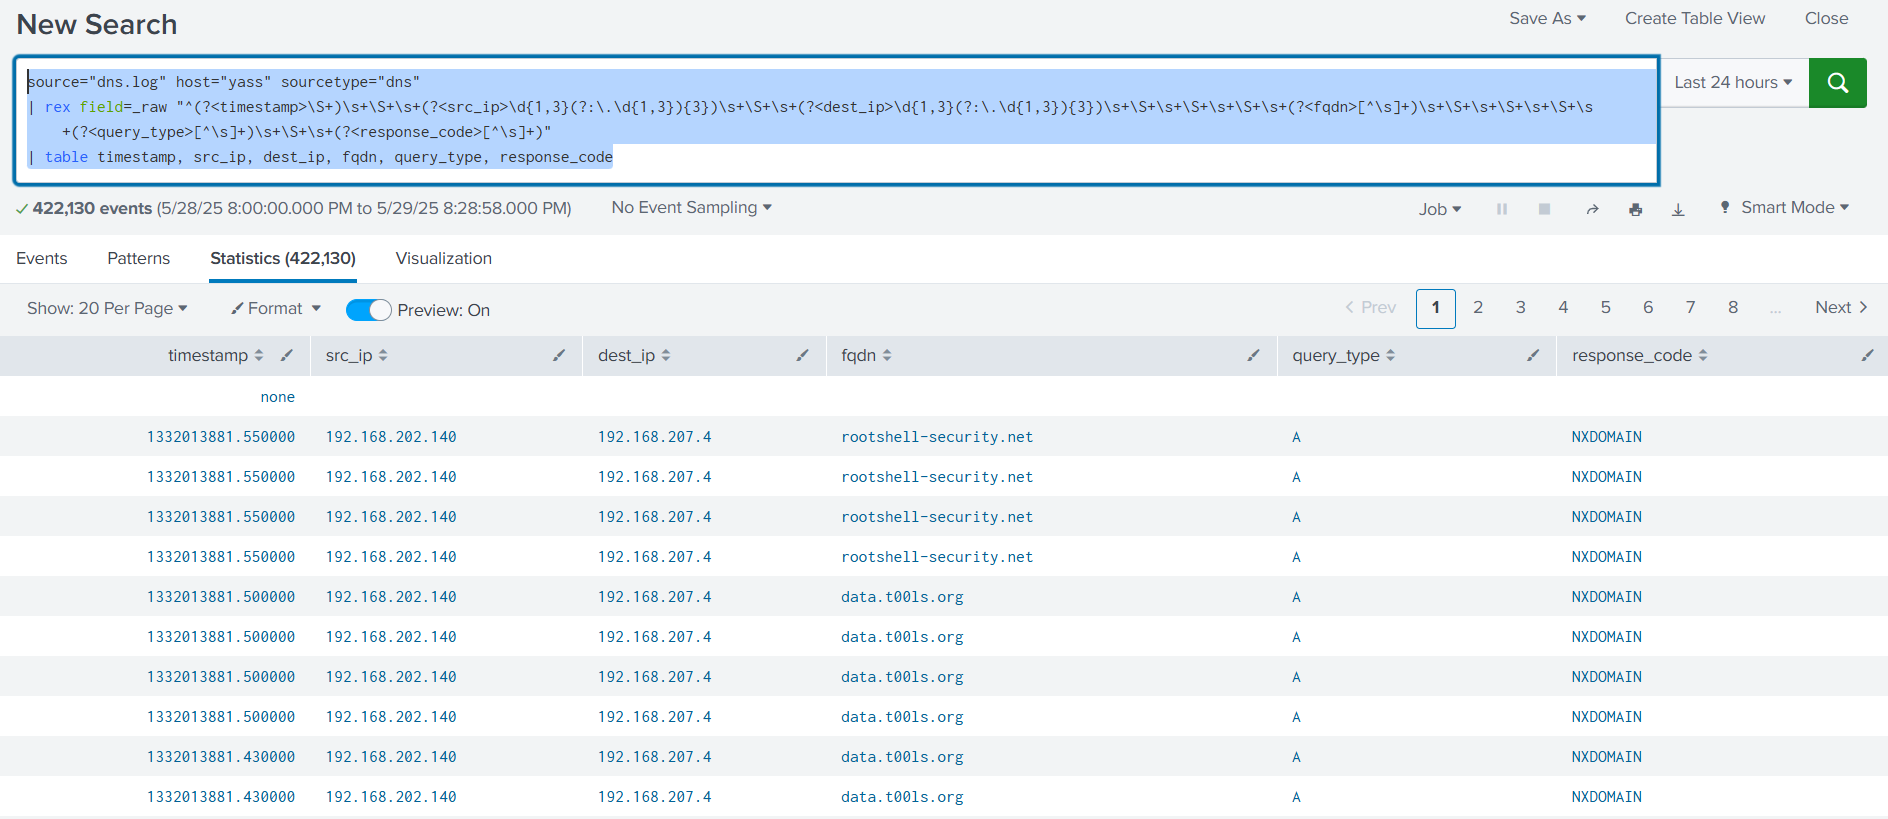 New Search
Save As Create Table View Close
source="dns.log" host="yass" sourcetype="dns"
| rex field=_raw "^(?<timestamp>\S+)\s+\S+\s+(?<src_ip>\d{1,3}(?:\.\d{1,3}){3})\s+\S+\s+(?<dest_ip>\d{1,3}(?:\.\d{1,3}){3})\s+\S+\s+\S+\s+\S+\s+(?<fqdn>[^\s]+)\s+\S+\s+\S+\s+\S+\s
+(?<query_type>[^\s]+)\s+\S+\s+(?<response_code>[^\s]+)"
| table timestamp, src_ip, dest_ip, fqdn, query_type, response_code
Last 24 hours
422,130 events (5/28/25 8:00:00.000 PM to 5/29/25 8:28:58.000 PM) No Event Sampling Job Smart Mode
Events Patterns Statistics (422,130) Visualization
Show: 20 Per Page Format Preview: On < Prev 1 2 3 4 5 6 7 8 ... Next >
timestamp src_ip dest_ip fqdn query_type response_code
none
1332013881.550000 192.168.202.140 192.168.207.4 rootshell-security.net A NXDOMAIN
1332013881.550000 192.168.202.140 192.168.207.4 rootshell-security.net A NXDOMAIN
1332013881.550000 192.168.202.140 192.168.207.4 rootshell-security.net A NXDOMAIN
1332013881.550000 192.168.202.140 192.168.207.4 rootshell-security.net A NXDOMAIN
1332013881.500000 192.168.202.140 192.168.207.4 data.t00ls.org A NXDOMAIN
1332013881.500000 192.168.202.140 192.168.207.4 data.t00ls.org A NXDOMAIN
1332013881.500000 192.168.202.140 192.168.207.4 data.t00ls.org A NXDOMAIN
1332013881.500000 192.168.202.140 192.168.207.4 data.t00ls.org A NXDOMAIN
1332013881.430000 192.168.202.140 192.168.207.4 data.t00ls.org A NXDOMAIN
1332013881.430000 192.168.202.140 192.168.207.4 data.t00ls.org A NXDOMAIN